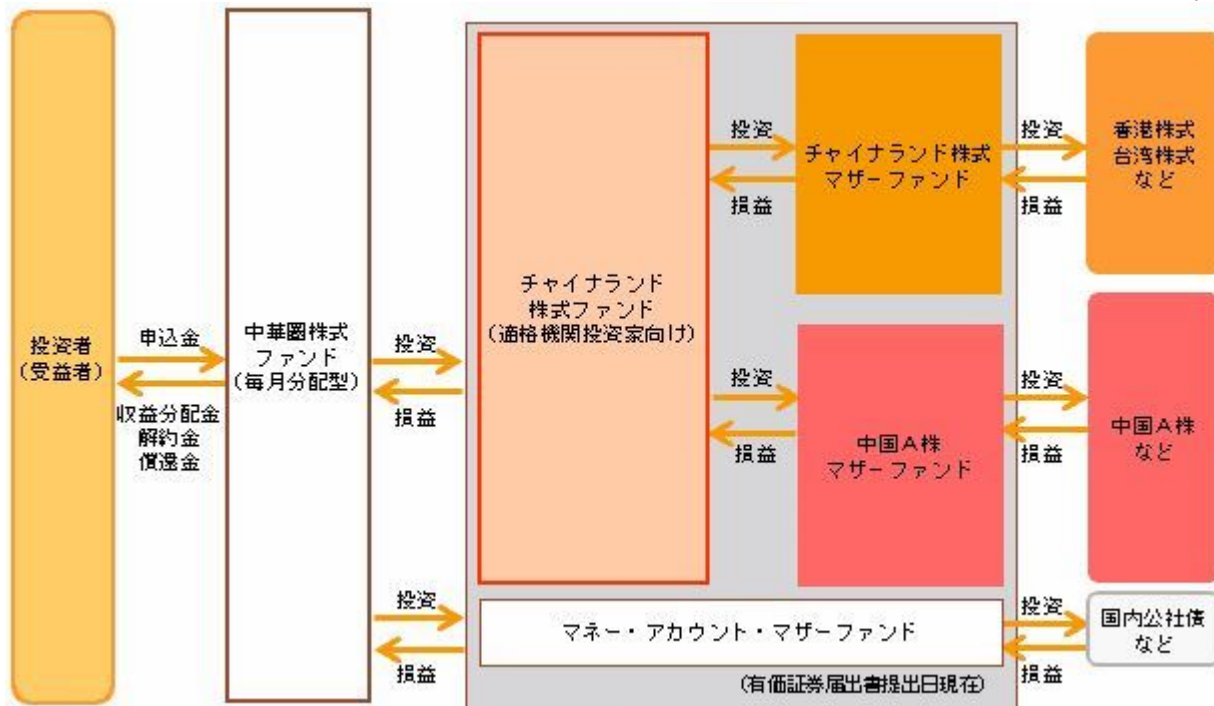 投資者
(受益者)
申込金
収益分配金
解約金
償還金
中華圏株式
ファンド
(毎月分配型)
投資
損益
投資
損益
チャイナランド
株式ファンド
(適格機関投資家向け)
投資
損益
チャイナランド株式
マザーファンド
投資
損益
香港株式
台湾株式
など
投資
損益
中国A株
マザーファンド
投資
損益
中国A株
など
マネー・アカウント・マザーファンド
投資
損益
国内公社債
など
(有価証券届出書提出日現在)